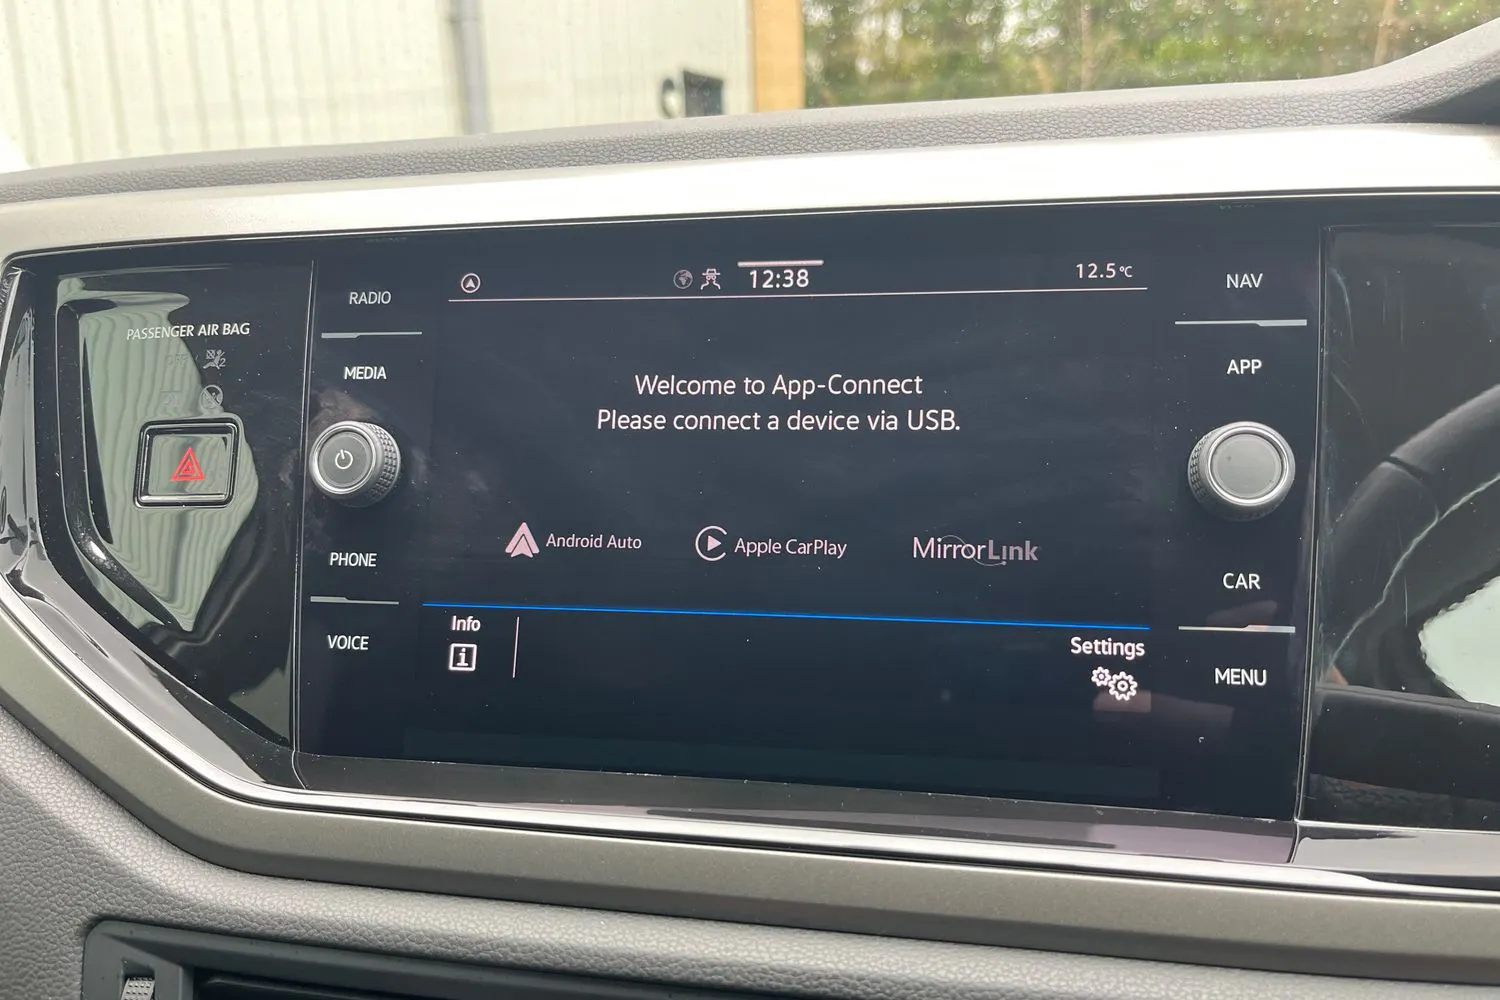 PASSENGER AIR BAG
RADIO
MEDIA
PHONE
VOICE
12:38
12.5°C
Welcome to App-Connect
Please connect a device via USB.
Android Auto
Apple CarPlay
MirrorLink
Info
Settings
NAV
APP
CAR
MENU